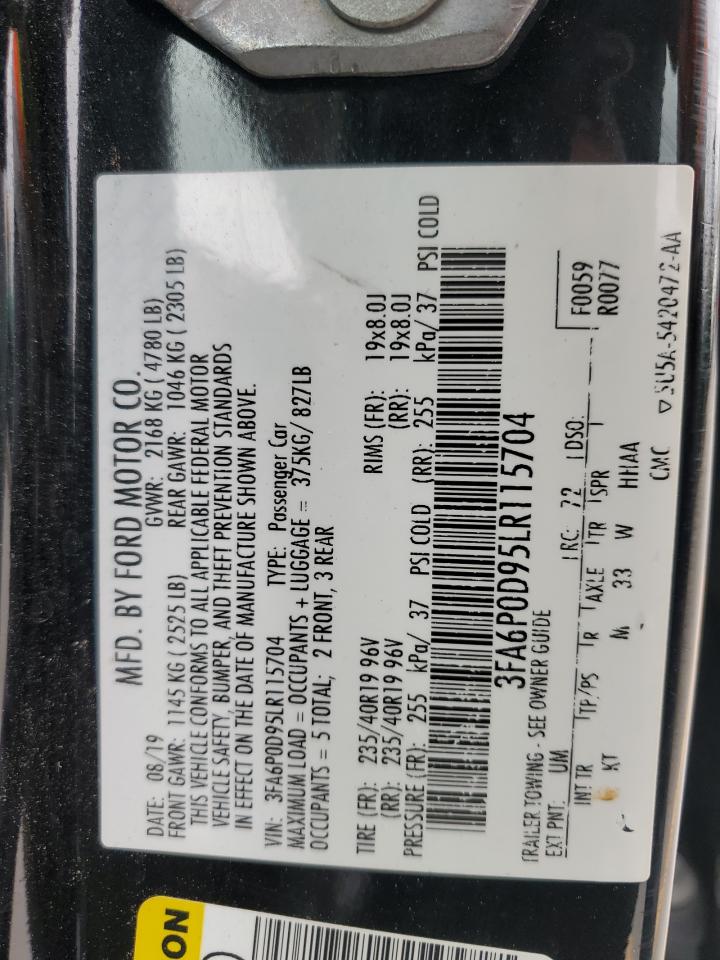 MFD. BY FORD MOTOR CO.
DATE: 08/19 GVWR: 2168 KG ( 4780 LB)
FRONT GAWR: 1145 KG ( 2525 LB) REAR GAWR: 1046 KG ( 2305 LB)
THIS VEHICLE CONFORMS TO ALL APPLICABLE FEDERAL MOTOR
VEHICLE SAFETY, BUMPER, AND THEFT PREVENTION STANDARDS
IN EFFECT ON THE DATE OF MANUFACTURE SHOWN ABOVE.
VIN: 3FA6P0D95LR115704 TYPE: Passenger Car
MAXIMUM LOAD = OCCUPANTS + LUGGAGE = 375KG/ 827LB
OCCUPANTS = 5 TOTAL; 2 FRONT, 3 REAR
TIRE (FR): 235/40R19 96V RIMS (FR): 19x8.0J
(RR): 235/40R19 96V (RR): 19x8.0J
PRESSURE (FR): 255 kPa/ 37 PSI COLD (RR): 255 kPa/ 37 PSI COLD
3FA6P0D95LR115704
TRAILER TOWING - SEE OWNER GUIDE
EXT PNT: UM RC: 72 DSO: F0059
INT TR TP/PS R AXLE TR SPR R0077
6 KT M 33 W HHAA
CMC ▽ 5U5A-5420472-AA
ON